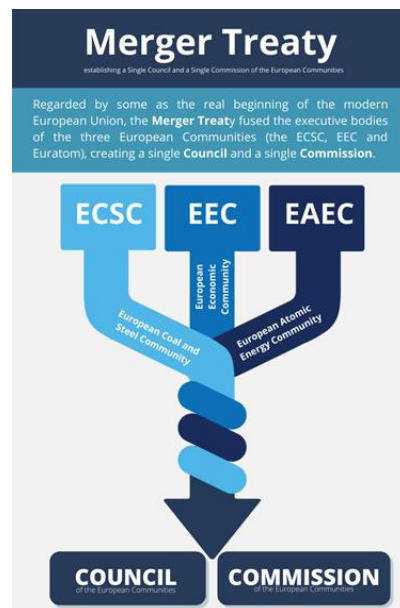 Merger Treaty
establishing a Single Council and a Single Commission of the European Communities
Regarded by some as the real beginning of the modern
European Union, the Merger Treaty fused the executive bodies
of the three European Communities (the ECSC, EEC and
Euratom), creating a single Council and a single Commission.
ECSC
EEC
EAEC
European Coal and
Steel Community
European
Economic
Community
European Atomic
Energy Community
COUNCIL
of the European Communities
COMMISSION
of the European Communities